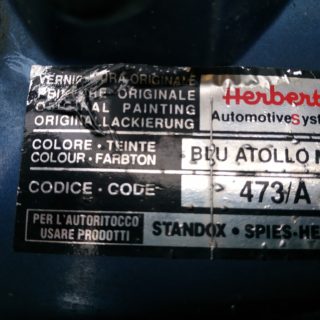 VERNICIATURA ORIGINALE
PEINTURE ORIGINALE
ORIGINAL PAINTING
ORIGINALLACKIERUNG
Herbert
AutomotiveSyst
COLORE · TEINTE
COLOUR · FARBTON
BLU ATOLLO M
CODICE · CODE
473/A
PER L'AUTORITOCCO
USARE PRODOTTI
STANDOX · SPIES-HE